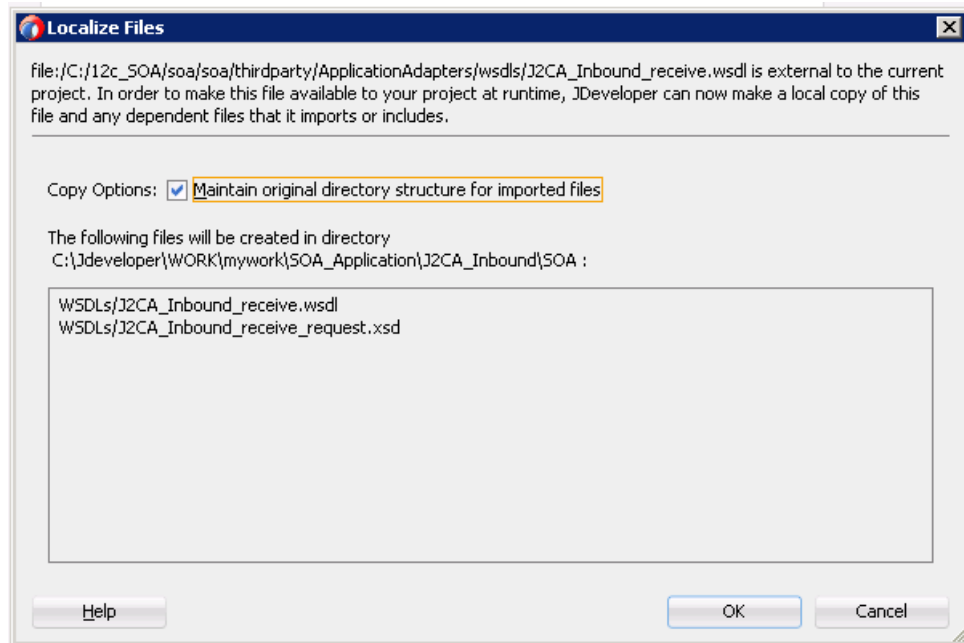 Localize Files
file:/C:/12c_SOA/soa/soa/thirdparty/ApplicationAdapters/wsdls/J2CA_Inbound_receive.wsdl is external to the current
project. In order to make this file available to your project at runtime, JDeveloper can now make a local copy of this
file and any dependent files that it imports or includes.
Copy Options: Maintain original directory structure for imported files
The following files will be created in directory
C:\Jdeveloper\WORK\mywork\SOA_Application\J2CA_Inbound\SOA :
WSDLs/J2CA_Inbound_receive.wsdl
WSDLs/J2CA_Inbound_receive_request.xsd
Help OK Cancel